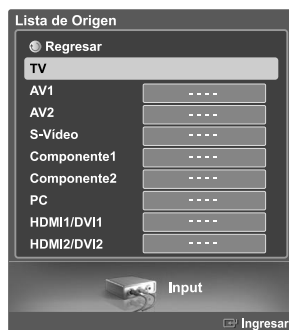 Lista de Origen
Regresar
TV
AV1 ----
AV2 ----
S-Video ----
Componente1 ----
Componente2 ----
PC ----
HDMI1/DVI1 ----
HDMI2/DVI2 ----
Input
Ingresar